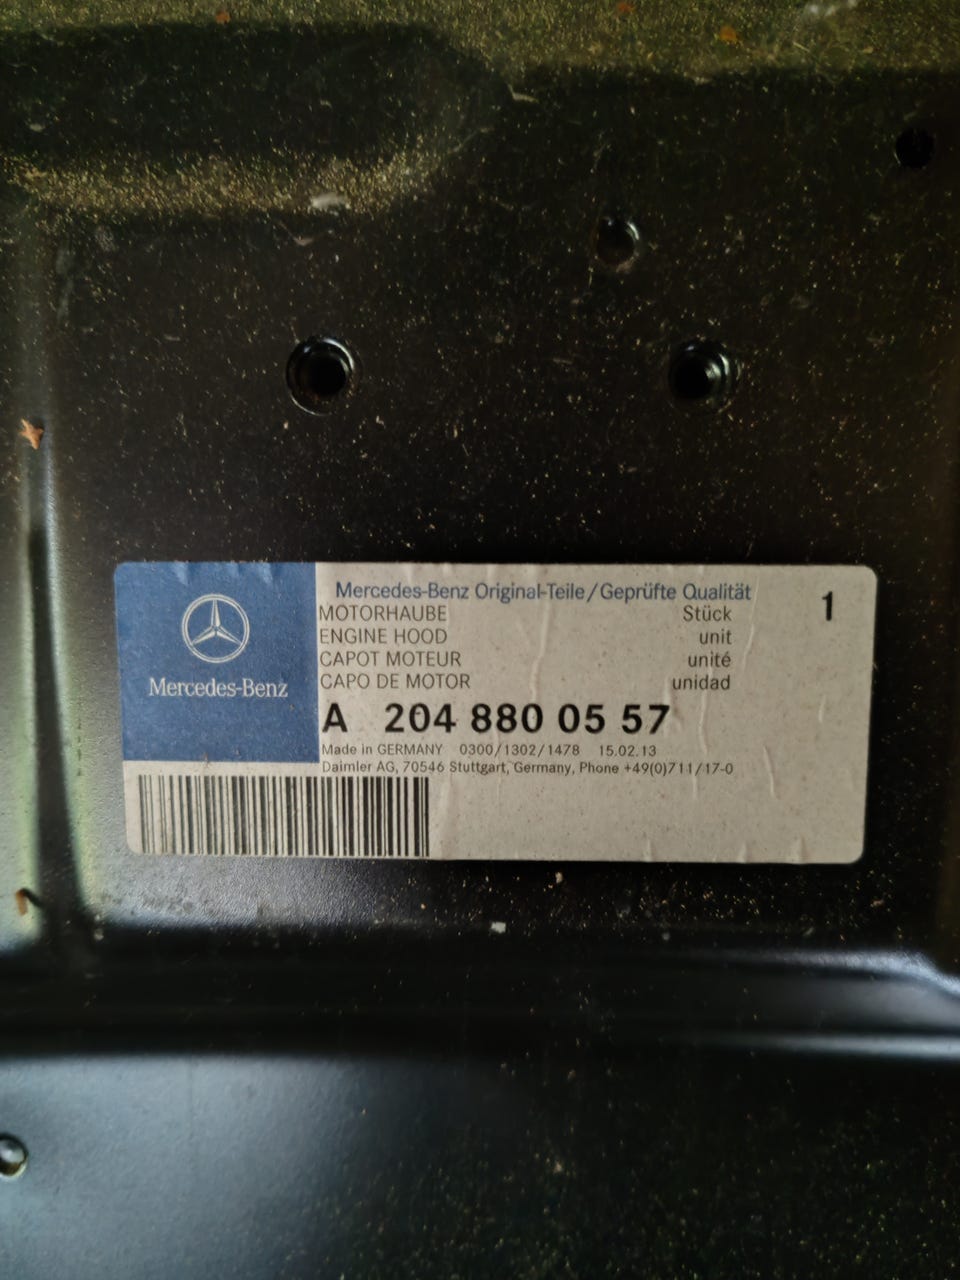 Mercedes-Benz
Mercedes-Benz Original-Teile/Geprüfte Qualität
1
MOTORHAUBE Stück
ENGINE HOOD unit
CAPOT MOTEUR unité
CAPO DE MOTOR unidad
A 204 880 05 57
Made in GERMANY 0300/1302/1478 15.02.13
Daimler AG, 70546 Stuttgart, Germany, Phone +49(0)711/17-0